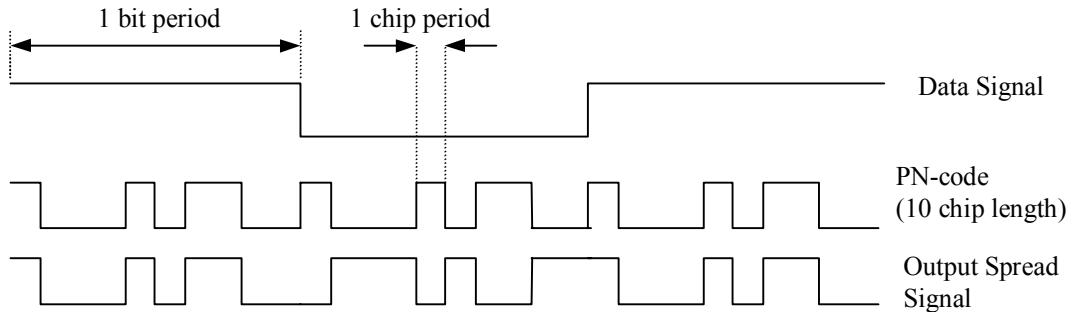 1 bit period
1 chip period
Data Signal
PN-code
(10 chip length)
Output Spread
Signal